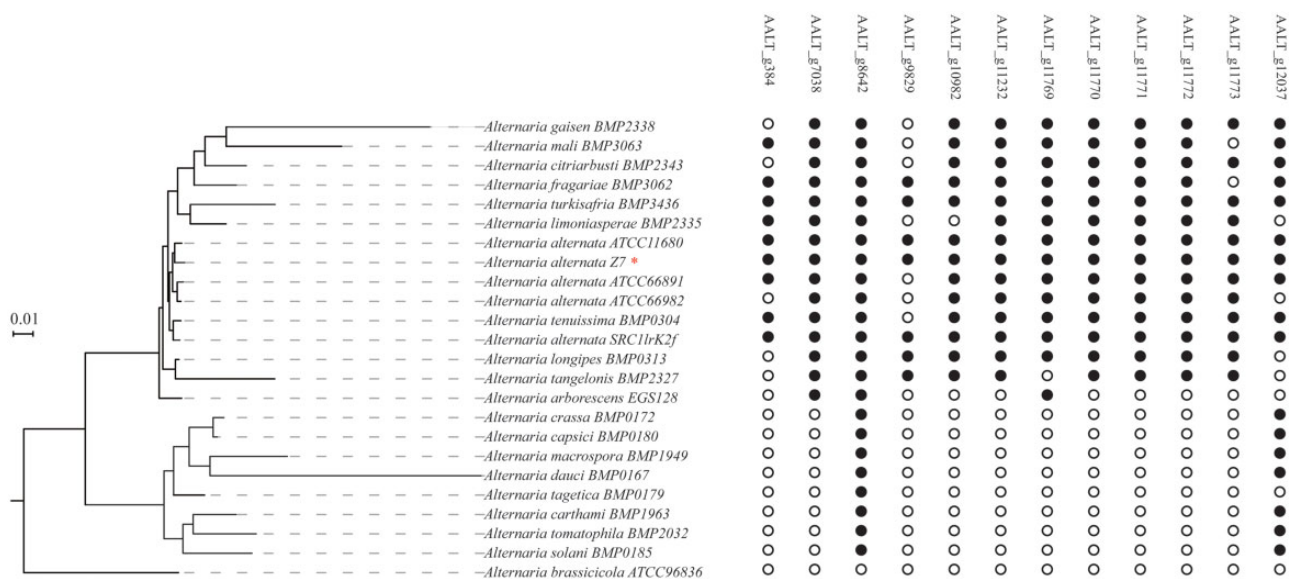 AALT_g384
AALT_g7038
AALT_g8642
AALT_g9829
AALT_g10982
AALT_g11232
AALT_g11769
AALT_g11770
AALT_g11771
AALT_g11772
AALT_g11773
AALT_g12037
Alternaria gaisen BMP2338
Alternaria mali BMP3063
Alternaria citriarbusti BMP2343
Alternaria fragariae BMP3062
Alternaria turkisafria BMP3436
Alternaria limoniasperae BMP2335
Alternaria alternata ATCC11680
Alternaria alternata Z7 *
Alternaria alternata ATCC66891
Alternaria alternata ATCC66982
0.01
Alternaria tenuissima BMP0304
Alternaria alternata SRC1lrK2f
Alternaria longipes BMP0313
Alternaria tangelonis BMP2327
Alternaria arborescens EGS128
Alternaria crassa BMP0172
Alternaria capsici BMP0180
Alternaria macrospora BMP1949
Alternaria dauci BMP0167
Alternaria tagetica BMP0179
Alternaria carthami BMP1963
Alternaria tomatophila BMP2032
Alternaria solani BMP0185
Alternaria brassicicola ATCC96836